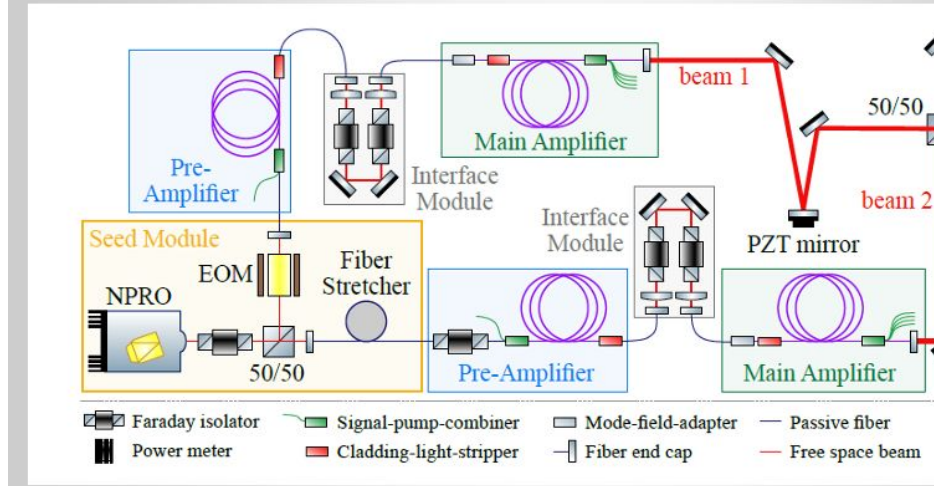 Pre-
Amplifier
Interface
Module
Main Amplifier
beam 1
50/50
beam 2
PZT mirror
Seed Module
EOM
Fiber
Stretcher
NPRO
50/50
Interface
Module
Pre-Amplifier
Main Amplifier
Faraday isolator
Signal-pump-combiner
Mode-field-adapter
Passive fiber
Power meter
Cladding-light-stripper
Fiber end cap
Free space beam